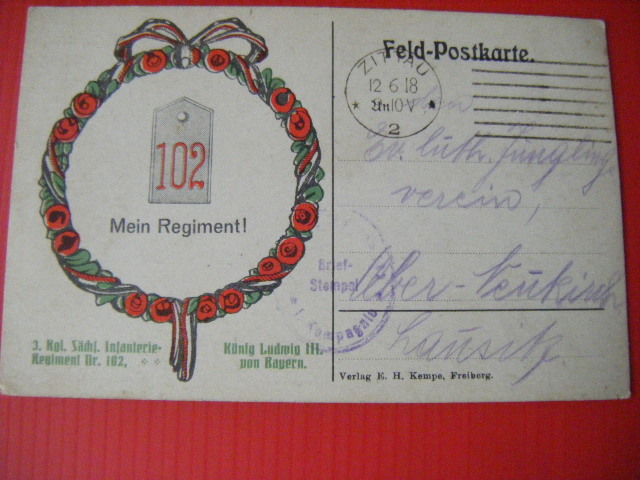 102
Mein Regiment!
3. Kgl. Sächs. Infanterie-
Regiment Nr. 102,
König Ludwig III.
von Bayern.
Feld-Postkarte.
ZITTAU
12 6 18
10-V
2
Ev. luth. Jünglings
verein,
Ober-Neukirch
Lausitz
Brief-
Stempel
Kompagnie
Verlag E. H. Kempe, Freiberg.